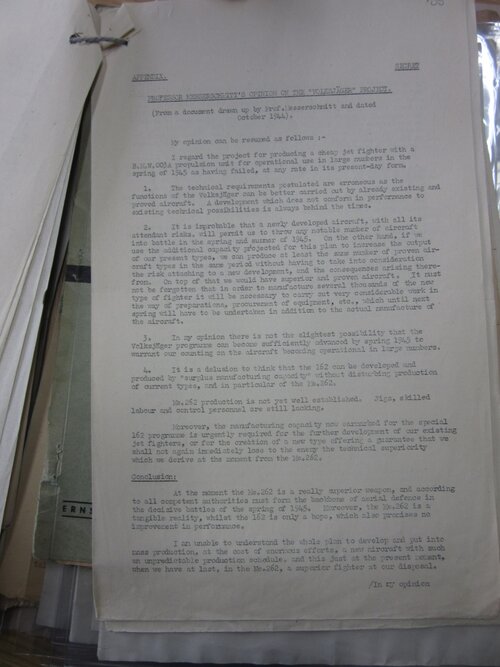 SECRET
APPENDIX.
PROFESSOR MESSERSCHMITT'S OPINION ON THE "VOLKSJÄGER" PROJECT.
(From a document drawn up by Prof. Messerschmitt and dated
October 1944).
My opinion can be resumed as follows :-
I regard the project for producing a cheap jet fighter with a
B.M.W.003A propulsion unit for operational use in large numbers in the
spring of 1945 as having failed, at any rate in its present-day form.
1. The technical requirements postulated are erroneous as the
functions of the Volksjäger can be better carried out by already existing and
proved aircraft. A development which does not conform in performance to
existing technical possibilities is always behind the times.
2. It is improbable that a newly developed aircraft, with all its
attendant risks, will permit us to throw any notable number of aircraft
into battle in the spring and summer of 1945. On the other hand, if we
use the additional capacity projected for this plan to increase the output
of our present types, we can produce at least the same number of proven air-
craft types in the same period without having to take into consideration
the risk attaching to a new development, and the consequences arising there-
from. On top of that we would have superior and proven aircraft. It must
not be forgotten that in order to manufacture several thousands of the new
type of fighter it will be necessary to carry out very considerable work in
the way of preparations, procurement of equipment, etc., which until next
spring will have to be undertaken in addition to the actual manufacture of
the aircraft.
3. In my opinion there is not the slightest possibility that the
Volksjäger programme can become sufficiently advanced by spring 1945 to
warrant our counting on the aircraft becoming operational in large numbers.
4. It is a delusion to think that the 162 can be developed and
produced by "surplus manufacturing capacity" without disturbing production
of current types, and in particular of the Me.262.
Me.262 production is not yet well established. Jigs, skilled
labour and control personnel are still lacking.
Moreover, the manufacturing capacity now earmarked for the special
162 programme is urgently required for the further development of our existing
jet fighters, or for the creation of a new type offering a guarantee that we
shall not again immediately lose to the enemy the technical superiority
which we derive at the moment from the Me.262.
Conclusion:
At the moment the Me.262 is a really superior weapon, and according
to all competent authorities must form the backbone of aerial defence in
the decisive battles of the spring of 1945. Moreover, the Me.262 is a
tangible reality, whilst the 162 is only a hope, which also promises no
improvement in performance.
I am unable to understand the whole plan to develop and put into
mass production, at the cost of enormous efforts, a new aircraft with such
an unpredictable production schedule, and this just at the present moment,
when we have at last, in the Me.262, a superior fighter at our disposal.
/In my opinion
ERNS